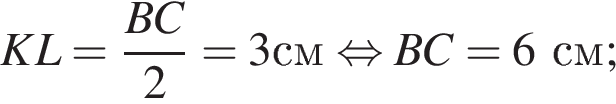 KL = BC/2 = 3см ⇔ BC = 6 см;